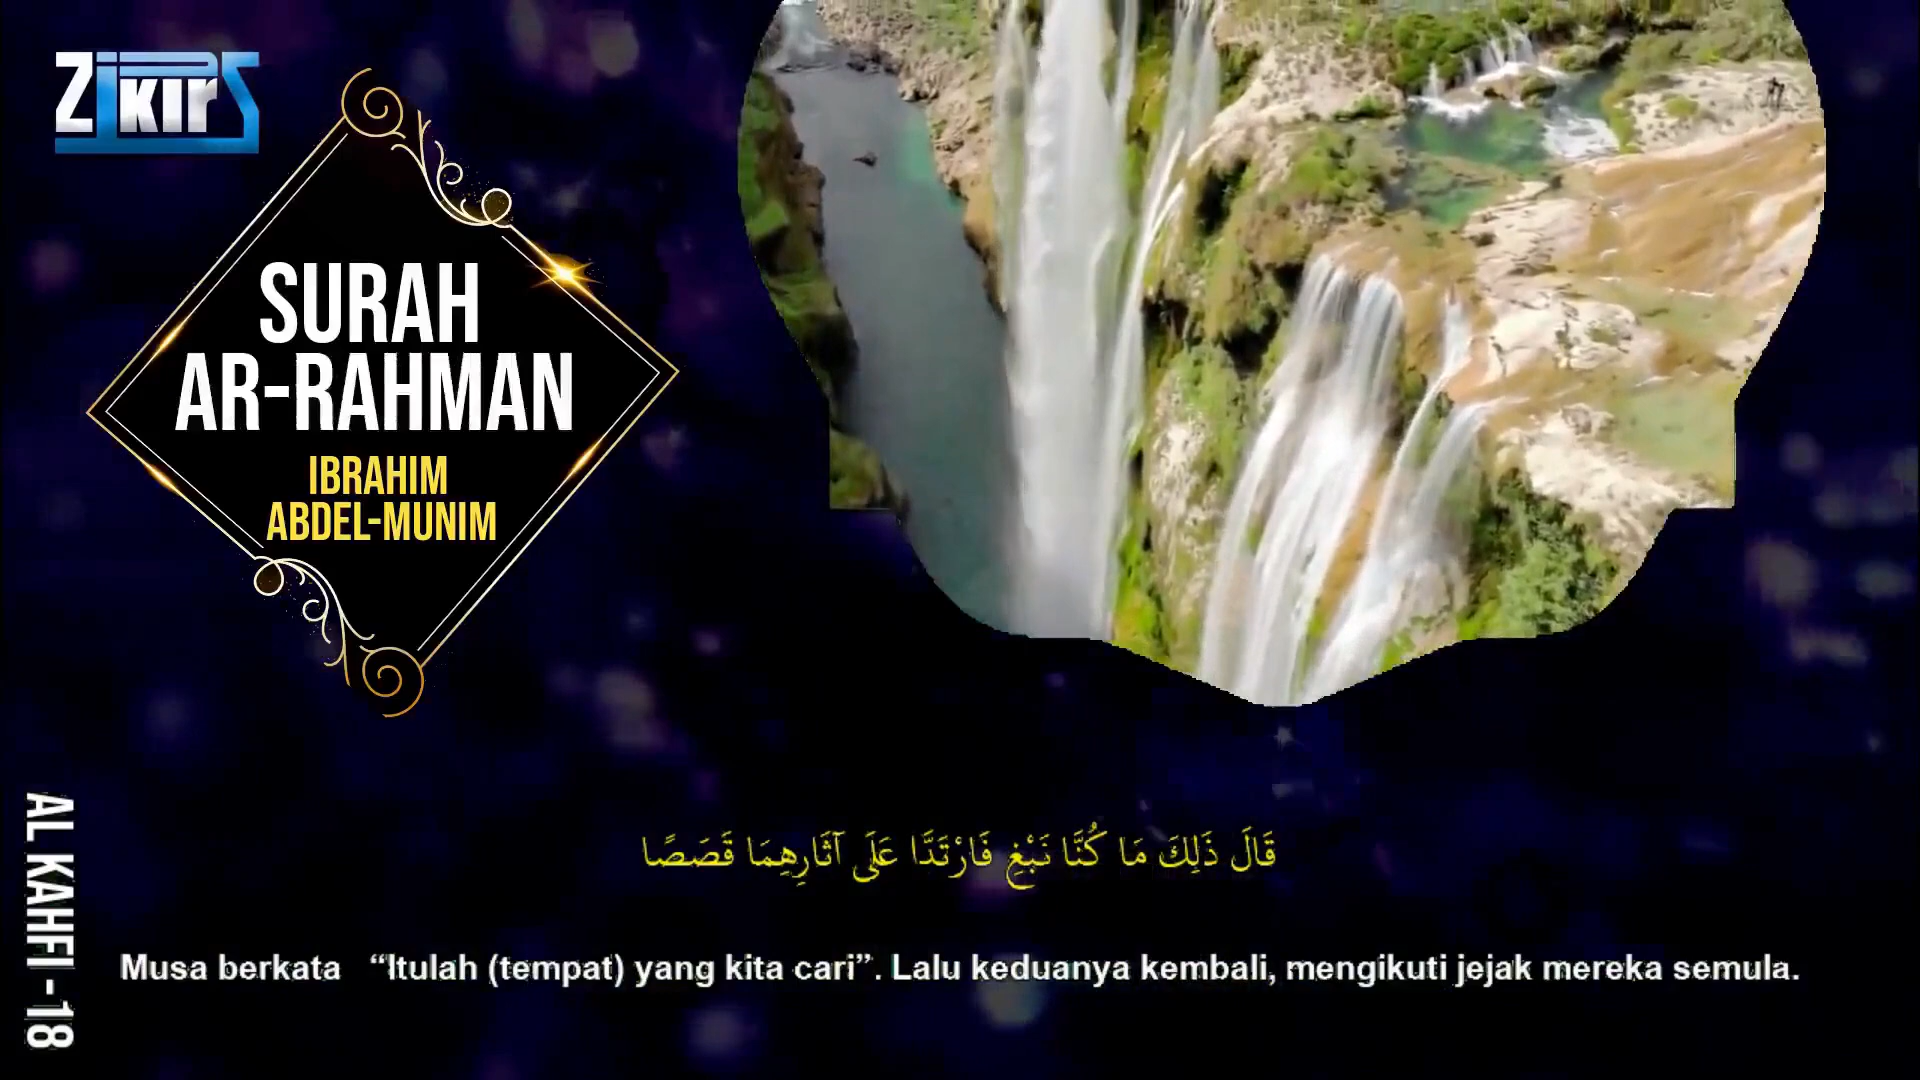 ZikirS
SURAH
AR-RAHMAN
IBRAHIM
ABDEL-MUNIM
قَالَ ذَلِكَ مَا كُنَّا نَبْغِ فَارْتَدَّا عَلَى آثَارِهِمَا قَصَصًا
Musa berkata “Itulah (tempat) yang kita cari”. Lalu keduanya kembali, mengikuti jejak mereka semula.
AL KAHFI - 18